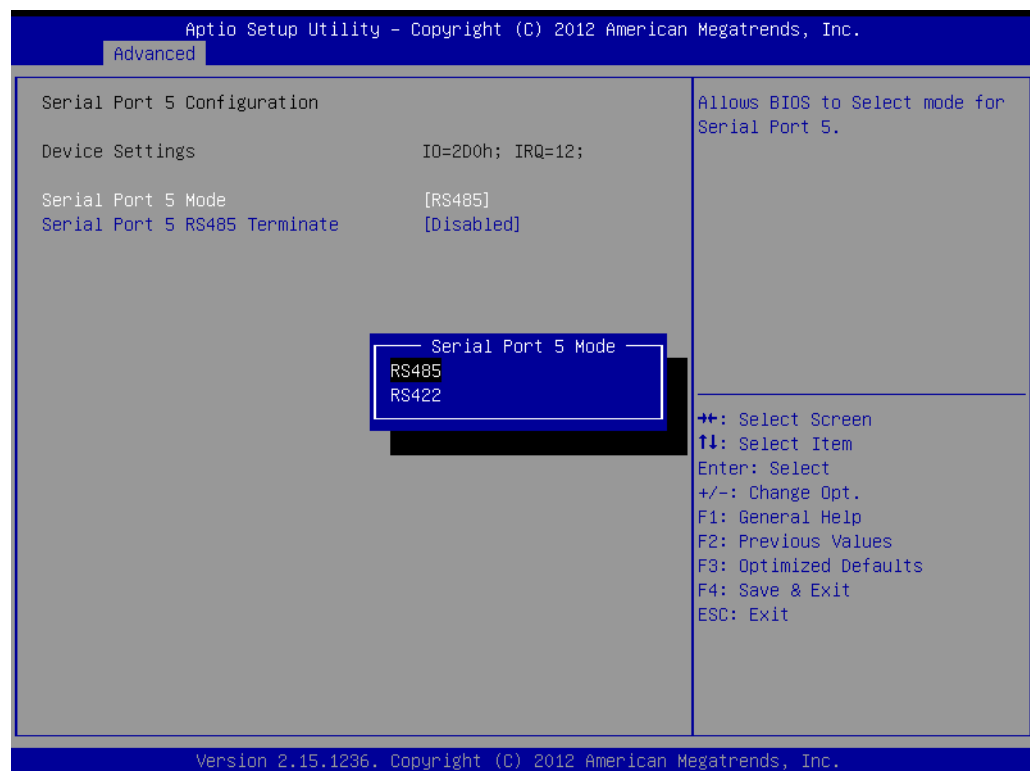 Aptio Setup Utility – Copyright (C) 2012 American Megatrends, Inc.
Advanced
Serial Port 5 Configuration
Device Settings IO=2D0h; IRQ=12;
Serial Port 5 Mode [RS485]
Serial Port 5 RS485 Terminate [Disabled]
Serial Port 5 Mode
RS485
RS422
Allows BIOS to Select mode for
Serial Port 5.
→←: Select Screen
↑↓: Select Item
Enter: Select
+/-: Change Opt.
F1: General Help
F2: Previous Values
F3: Optimized Defaults
F4: Save & Exit
ESC: Exit
Version 2.15.1236. Copyright (C) 2012 American Megatrends, Inc.